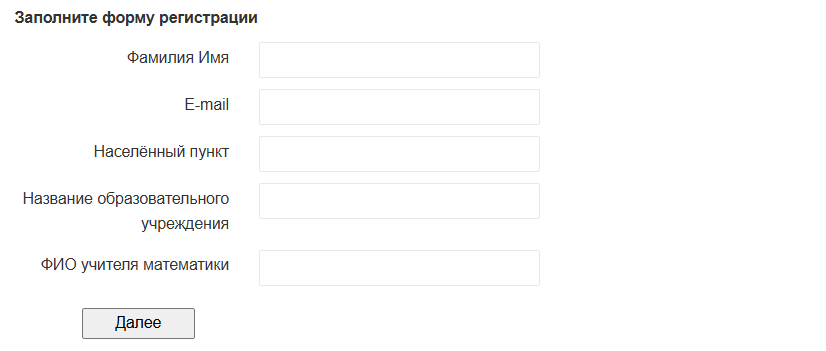 Заполните форму регистрации
Фамилия Имя
E-mail
Населённый пункт
Название образовательного
учреждения
ФИО учителя математики
Далее